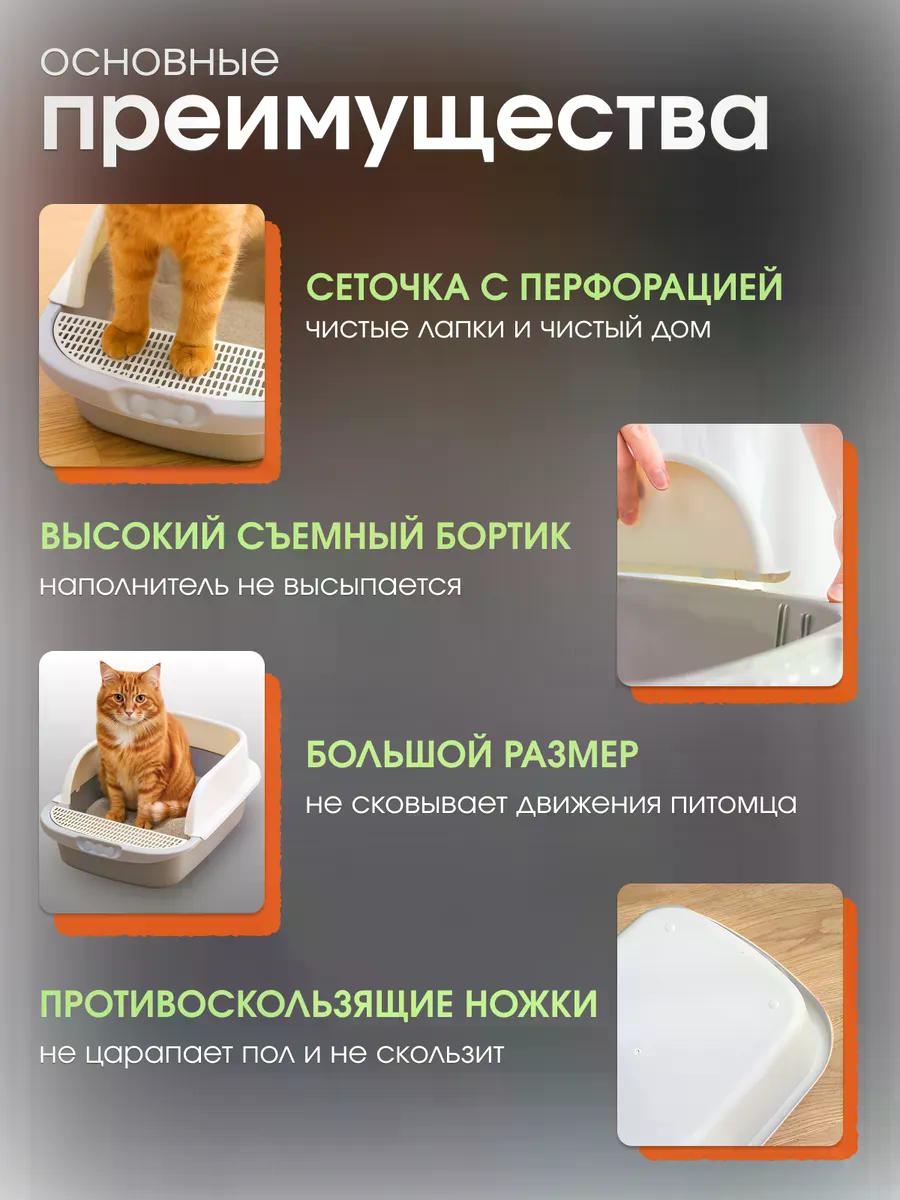 основные
преимущества
СЕТОЧКА С ПЕРФОРАЦИЕЙ
чистые лапки и чистый дом
ВЫСОКИЙ СЪЕМНЫЙ БОРТИК
наполнитель не высыпается
БОЛЬШОЙ РАЗМЕР
не сковывает движения питомца
ПРОТИВОСКОЛЬЗЯЩИЕ НОЖКИ
не царапает пол и не скользит